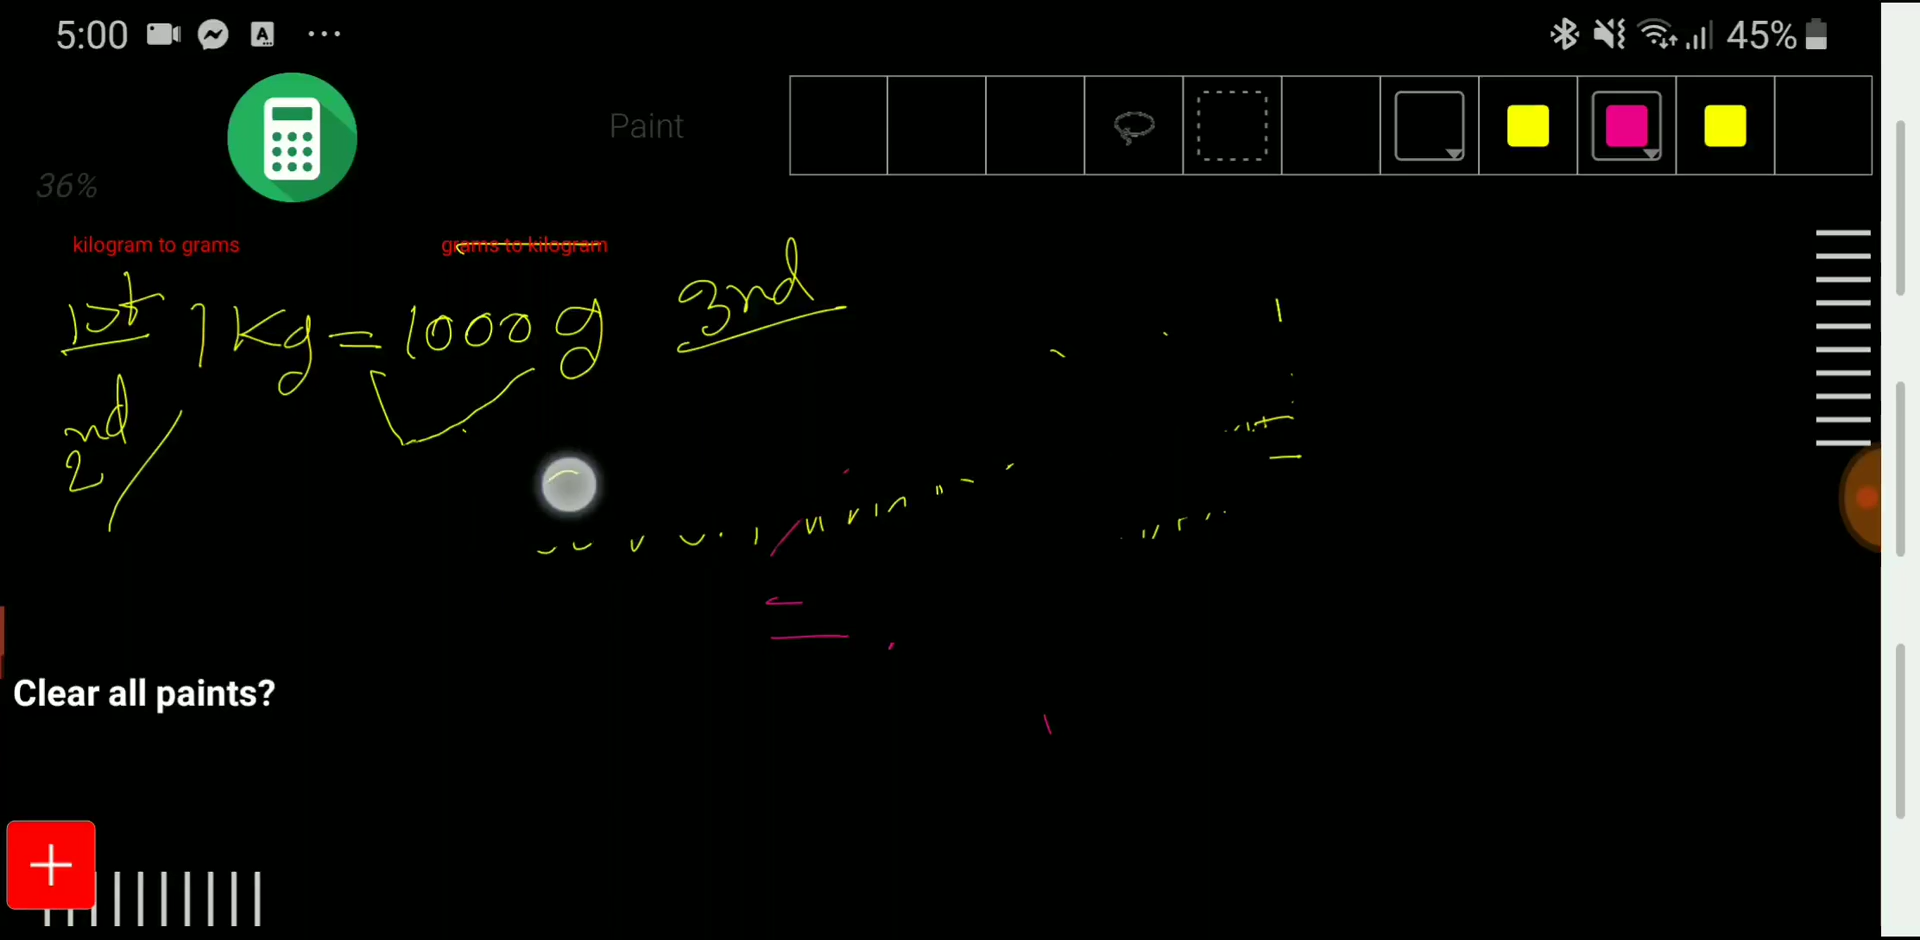 5:00 A ... 45%
Paint
36%
kilogram to grams grams to kilogram
1st 1 Kg = 1000 g 3nd
2nd
Clear all paints?